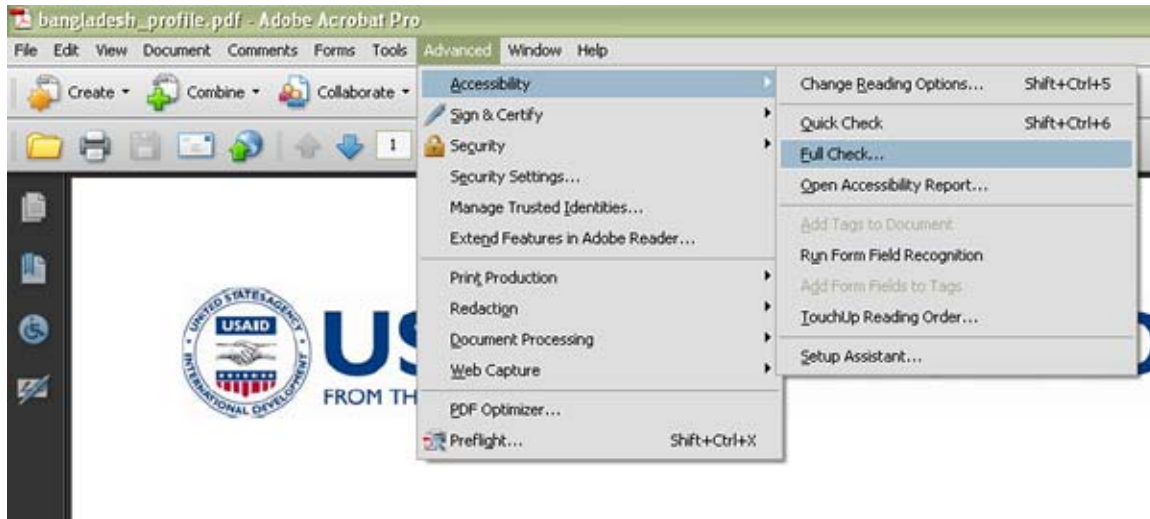 bangladesh_profile.pdf - Adobe Acrobat Pro
File Edit View Document Comments Forms Tools Advanced Window Help
Create Combine Collaborate
1
Accessibility
Sign & Certify
Security
Security Settings...
Manage Trusted Identities...
Extend Features in Adobe Reader...
Print Production
Redaction
Document Processing
Web Capture
PDF Optimizer...
Preflight... Shift+Ctrl+X
Change Reading Options... Shift+Ctrl+5
Quick Check Shift+Ctrl+6
Full Check...
Open Accessibility Report...
Add Tags to Document
Run Form Field Recognition
Add Form Fields to Tags
TouchUp Reading Order...
Setup Assistant...
UNITED STATES AGENCY
USAID
INTERNATIONAL DEVELOPMENT
US
FROM TH